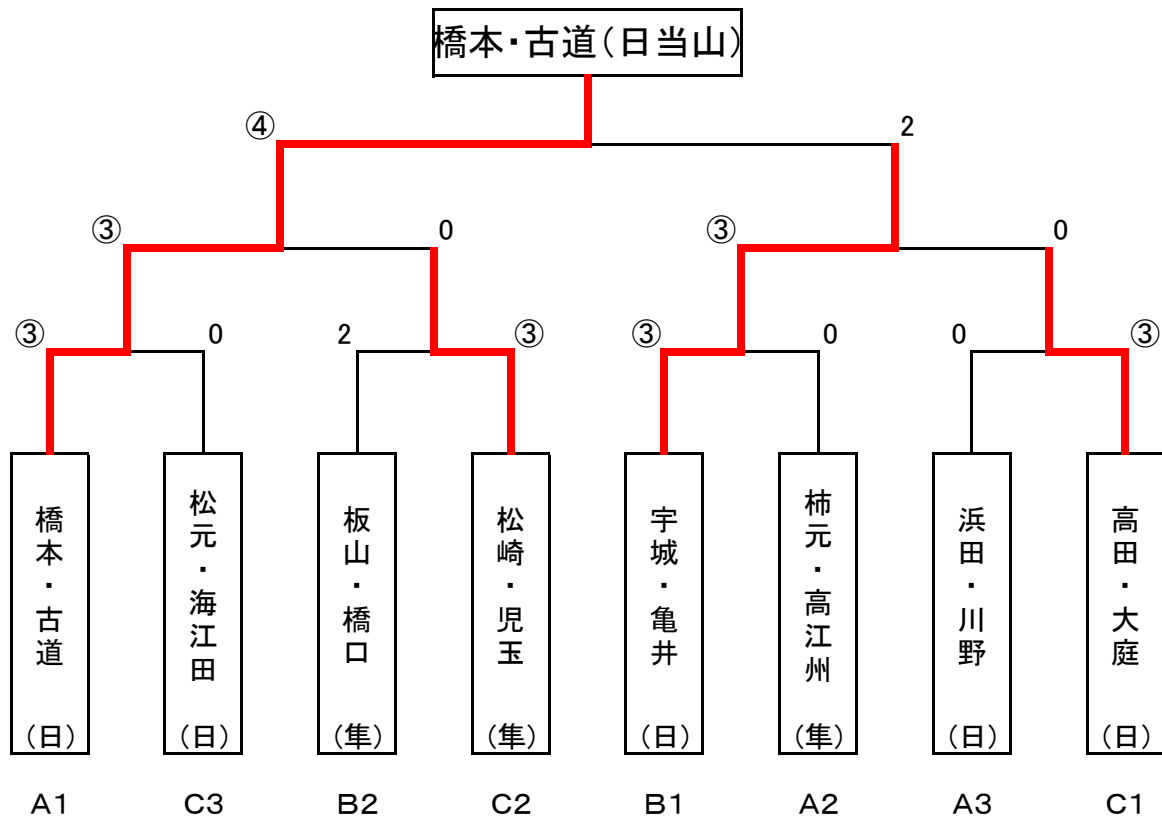 橋本・古道(日当山)
④ 2
③ 0 ③ 0
③ 0 2 ③ ③ 0 0 ③
橋本・古道
松元・海江田
板山・橋口
松崎・児玉
宇城・亀井
柿元・高江州
浜田・川野
高田・大庭
(日) (日) (隼) (隼) (日) (隼) (日) (日)
A1 C3 B2 C2 B1 A2 A3 C1